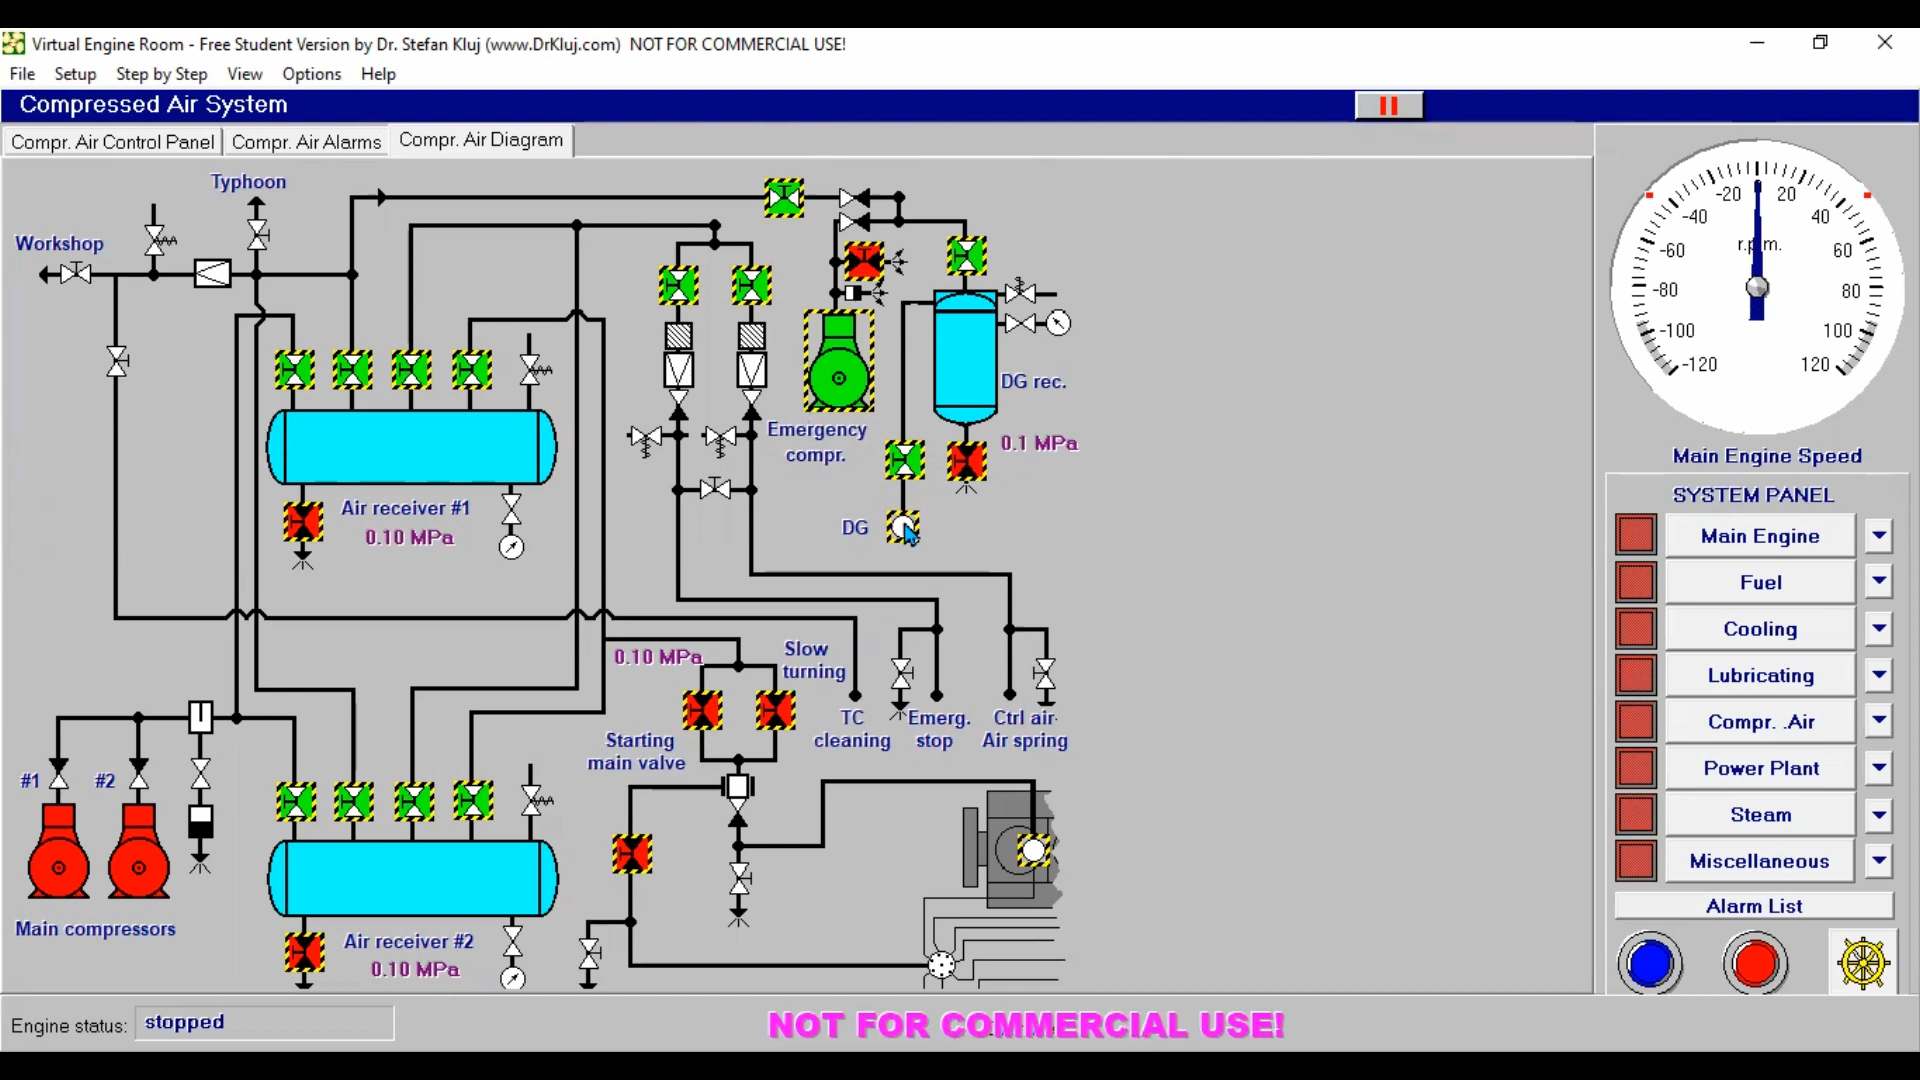 Virtual Engine Room - Free Student Version by Dr. Stefan Kluj (www.DrKluj.com)  NOT FOR COMMERCIAL USE!
File Setup Step by Step View Options Help
Compressed Air System
Compr. Air Control Panel Compr. Air Alarms Compr. Air Diagram
Typhoon
Workshop
Air receiver #1
0.10 MPa
Emergency
compr.
DG rec.
0.1 MPa
DG
0.10 MPa
Slow
turning
Starting
main valve
TC
cleaning
Emerg.
stop
Ctrl air
Air spring
#1
#2
Main compressors
Air receiver #2
0.10 MPa
-20 20
-40 40
r.p.m.
-60 60
-80 80
-100 100
-120 120
Main Engine Speed
SYSTEM PANEL
Main Engine
Fuel
Cooling
Lubricating
Compr. .Air
Power Plant
Steam
Miscellaneous
Alarm List
Engine status: stopped
NOT FOR COMMERCIAL USE!